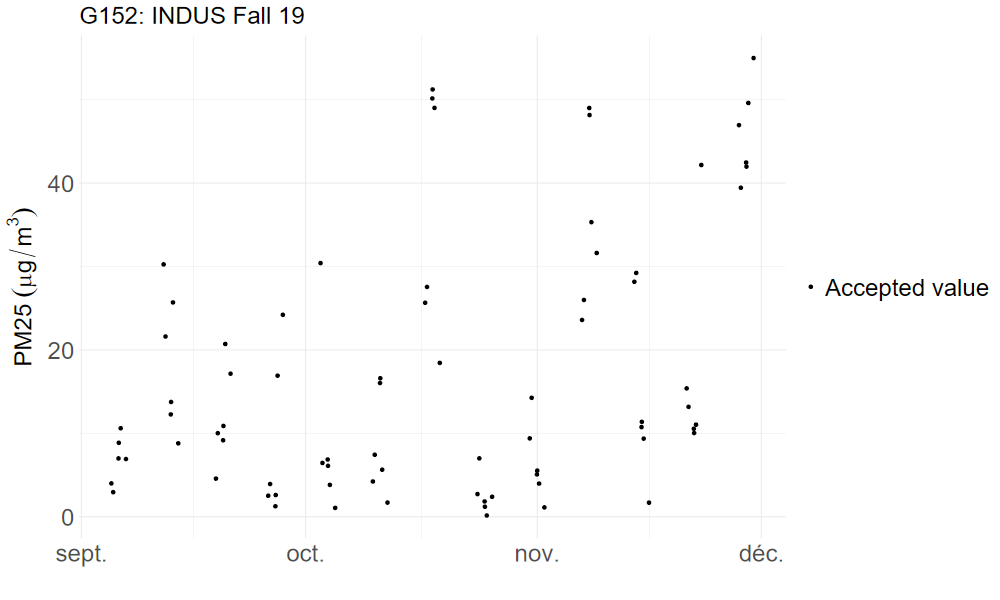 G152: INDUS Fall 19
PM25 (μg/m³)
40
20
0
sept.
oct.
nov.
déc.
Accepted value